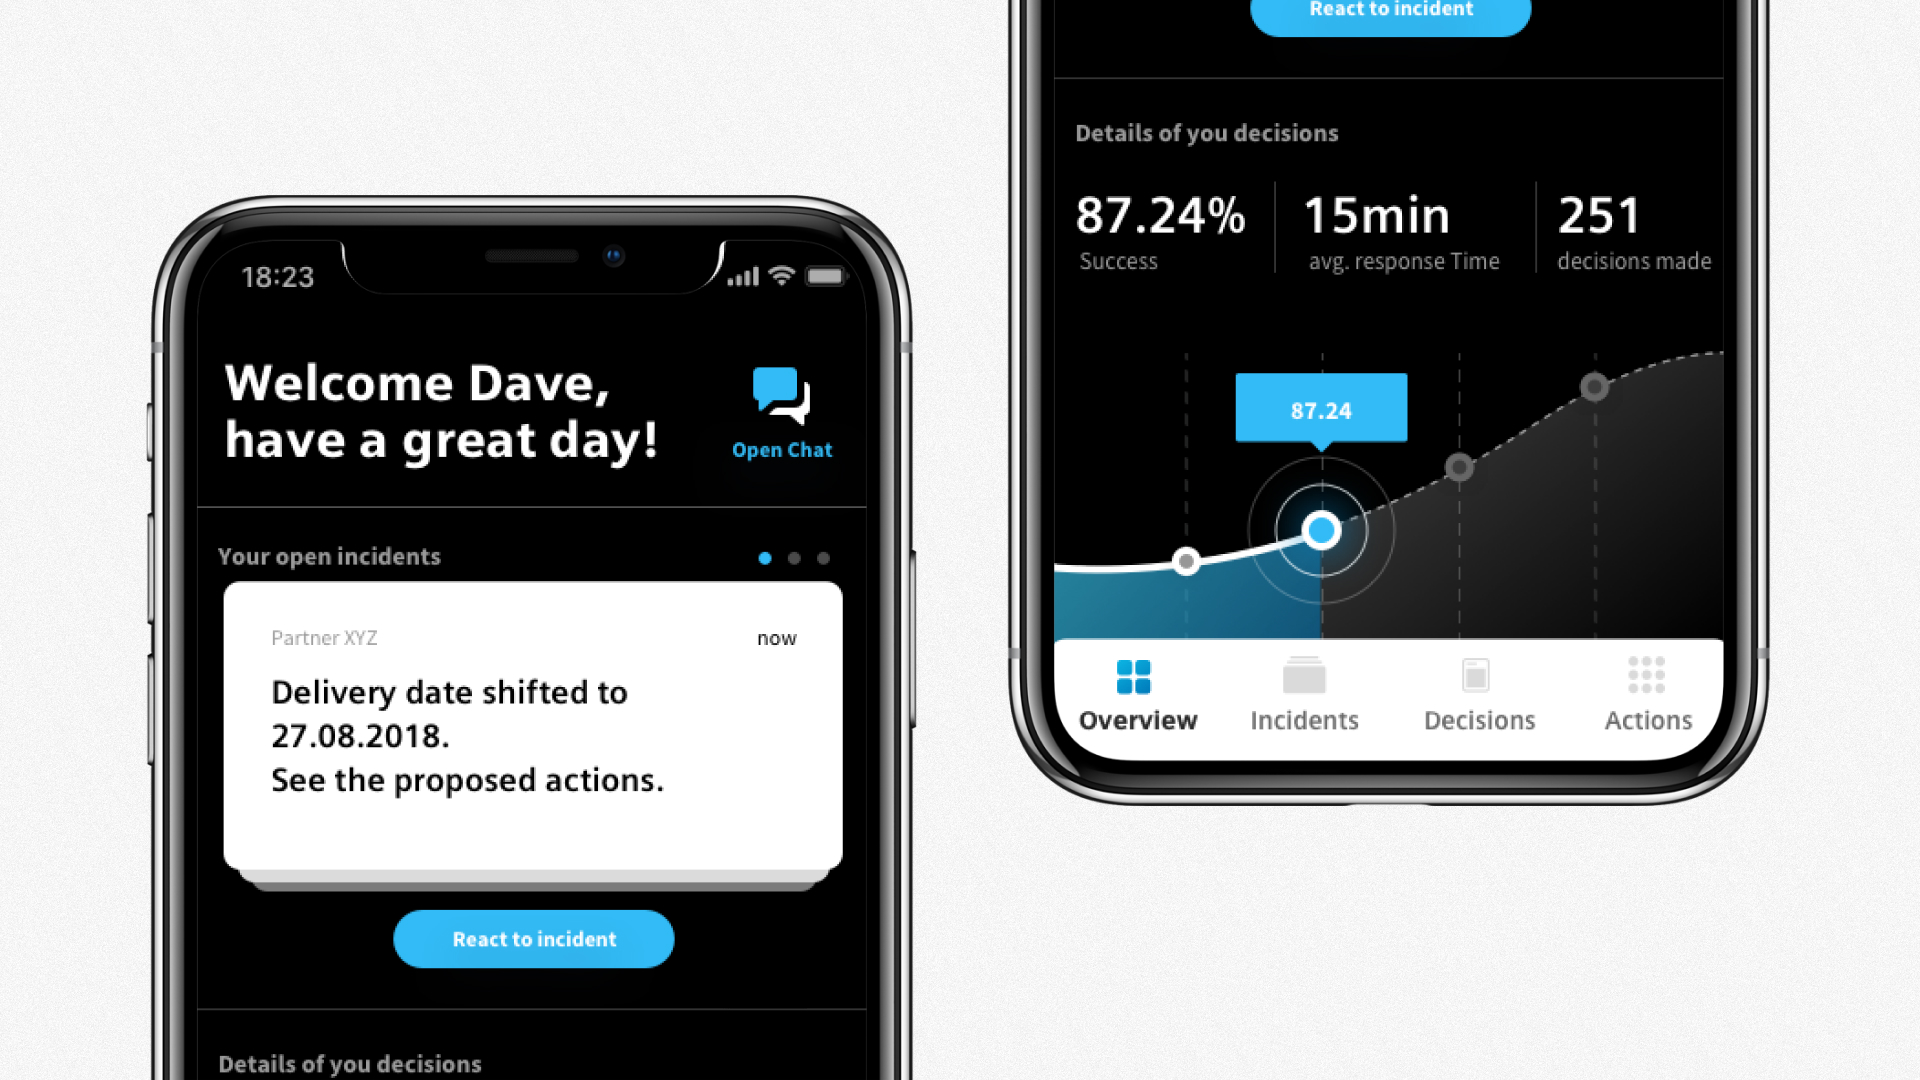 18:23
Welcome Dave,
have a great day!
Open Chat
Your open incidents
Partner XYZ
now
Delivery date shifted to
27.08.2018.
See the proposed actions.
React to incident
Details of you decisions
React to incident
Details of you decisions
87.24%
Success
15min
avg. response Time
251
decisions made
87.24
Overview
Incidents
Decisions
Actions